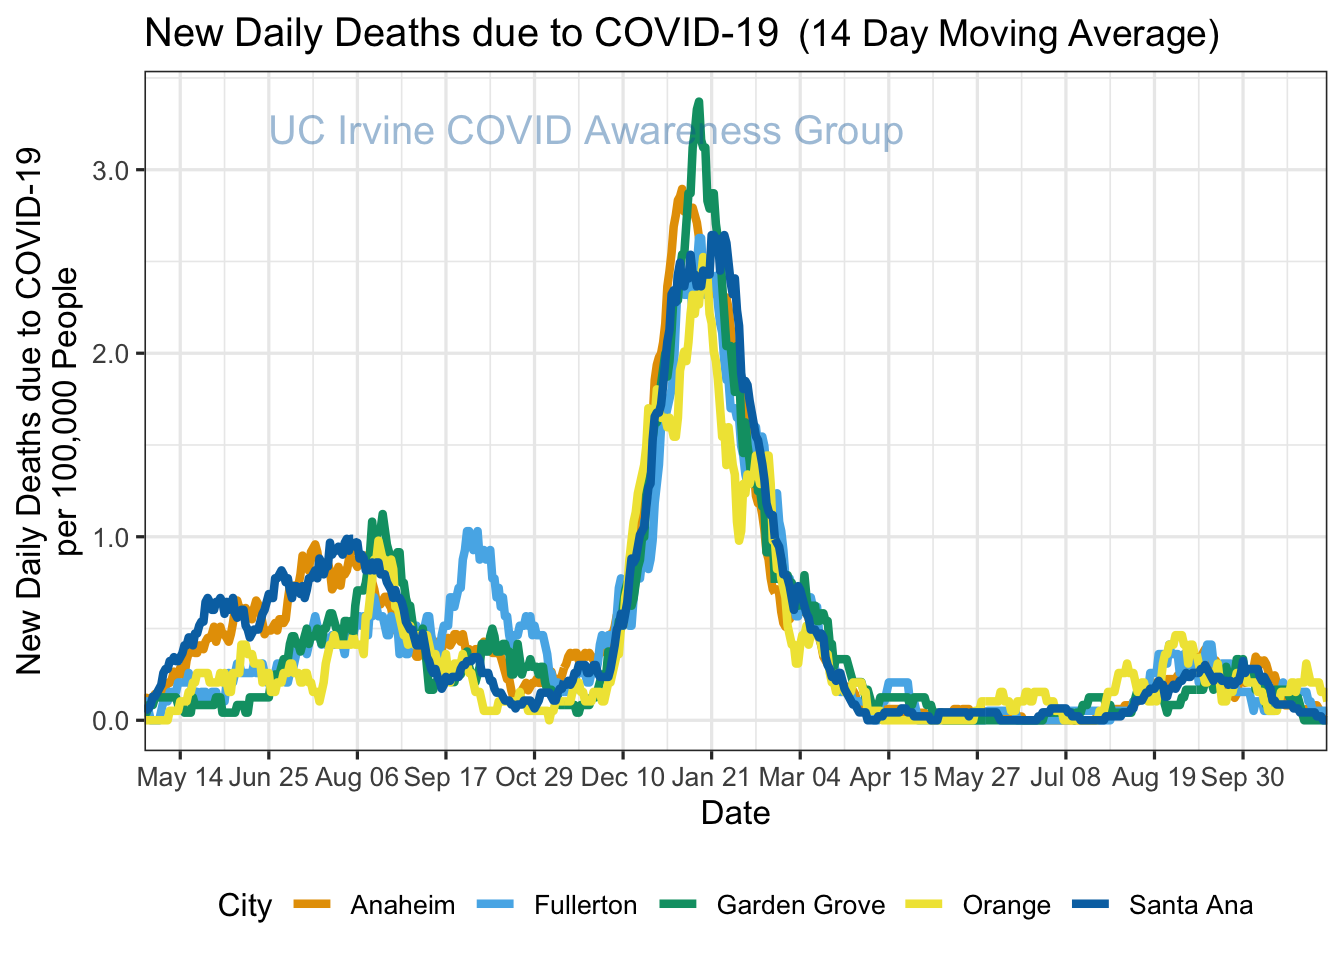 New Daily Deaths due to COVID-19 (14 Day Moving Average)
UC Irvine COVID Awareness Group
New Daily Deaths due to COVID-19
per 100,000 People
3.0
2.0
1.0
0.0
May 14 Jun 25 Aug 06 Sep 17 Oct 29 Dec 10 Jan 21 Mar 04 Apr 15 May 27 Jul 08 Aug 19 Sep 30
Date
City Anaheim Fullerton Garden Grove Orange Santa Ana